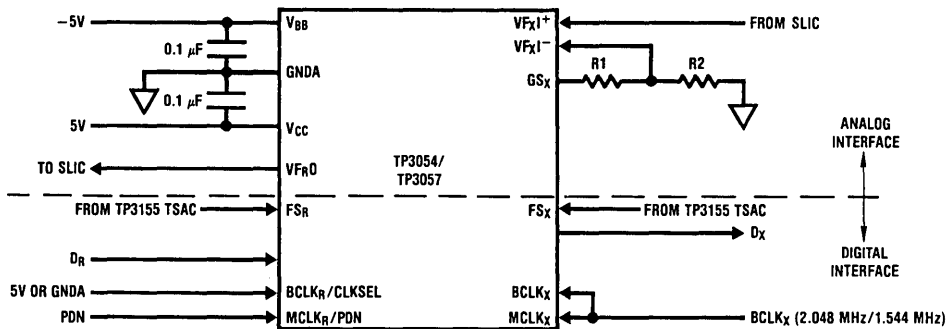 −5V
VBB
VFXI+
FROM SLIC
0.1 μF
VFXI−
GNDA
GSX
R1
R2
0.1 μF
5V
VCC
ANALOG
INTERFACE
TO SLIC
VFRO
TP3054/
TP3057
FROM TP3155 TSAC
FSR
FSX
FROM TP3155 TSAC
DX
DR
DIGITAL
INTERFACE
5V OR GNDA
BCLKR/CLKSEL
BCLKX
PDN
MCLKR/PDN
MCLKX
BCLKX (2.048 MHz/1.544 MHz)